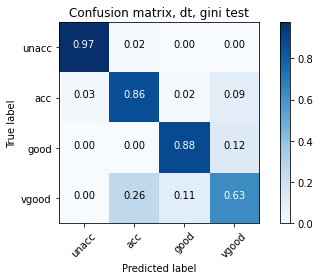 Confusion matrix, dt, gini test
unacc 0.97 0.02 0.00 0.00
acc 0.03 0.86 0.02 0.09
good 0.00 0.00 0.88 0.12
vgood 0.00 0.26 0.11 0.63
unacc acc good vgood
True label
Predicted label
0.8
0.6
0.4
0.2
0.0